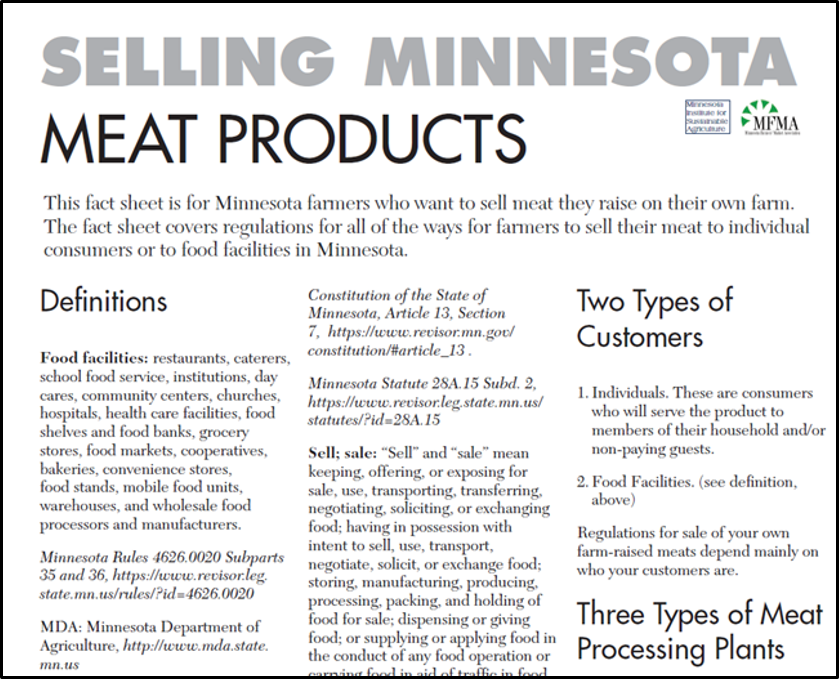 SELLING MINNESOTA
MEAT PRODUCTS
Minnesota
Institute for
Sustainable
Agriculture
MFMA
This fact sheet is for Minnesota farmers who want to sell meat they raise on their own farm.
The fact sheet covers regulations for all of the ways for farmers to sell their meat to individual
consumers or to food facilities in Minnesota.
Definitions
Food facilities: restaurants, caterers,
school food service, institutions, day
cares, community centers, churches,
hospitals, health care facilities, food
shelves and food banks, grocery
stores, food markets, cooperatives,
bakeries, convenience stores,
food stands, mobile food units,
warehouses, and wholesale food
processors and manufacturers.
Minnesota Rules 4626.0020 Subparts
35 and 36, https://www.revisor.leg.
state.mn.us/rules/?id=4626.0020
MDA: Minnesota Department of
Agriculture, http://www.mda.state.
mn.us
Constitution of the State of
Minnesota, Article 13, Section
7, https://www.revisor.mn.gov/
constitution/#article_13 .
Minnesota Statute 28A.15 Subd. 2,
https://www.revisor.leg.state.mn.us/
statutes/?id=28A.15
Sell; sale: “Sell” and “sale” mean
keeping, offering, or exposing for
sale, use, transporting, transferring,
negotiating, soliciting, or exchanging
food; having in possession with
intent to sell, use, transport,
negotiate, solicit, or exchange food;
storing, manufacturing, producing,
processing, packing, and holding of
food for sale; dispensing or giving
food; or supplying or applying food in
the conduct of any food operation or
carrying food in aid of traffic in food
Two Types of
Customers
1. Individuals. These are consumers
who will serve the product to
members of their household and/or
non-paying guests.
2. Food Facilities. (see definition,
above)
Regulations for sale of your own
farm-raised meats depend mainly on
who your customers are.
Three Types of Meat
Processing Plants